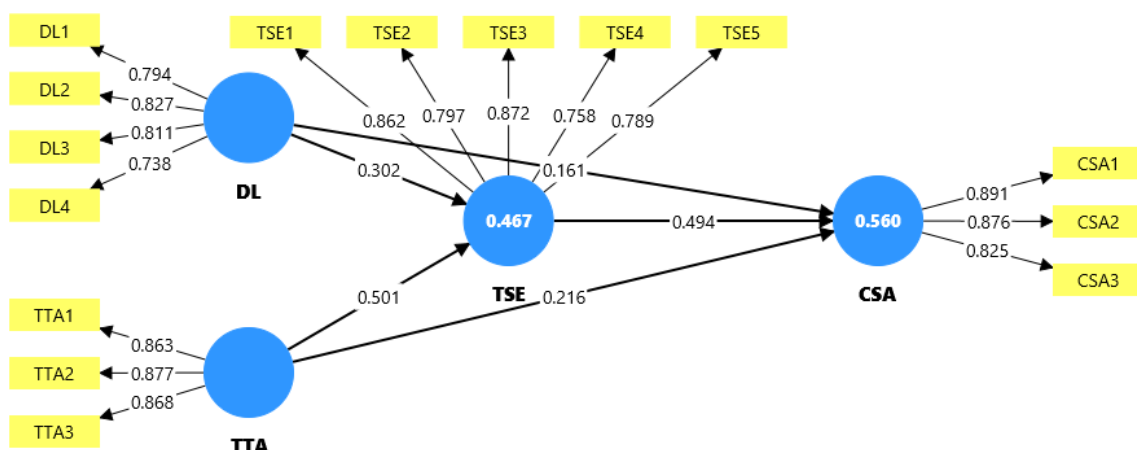 DL1
DL2
DL3
DL4
0.794
0.827
0.811
0.738
DL
TSE1
TSE2
TSE3
TSE4
TSE5
0.862
0.797
0.872
0.758
0.789
0.302
0.161
0.467
TSE
0.494
0.501
0.216
0.560
CSA
0.891
0.876
0.825
CSA1
CSA2
CSA3
TTA1
TTA2
TTA3
0.863
0.877
0.868
TTA